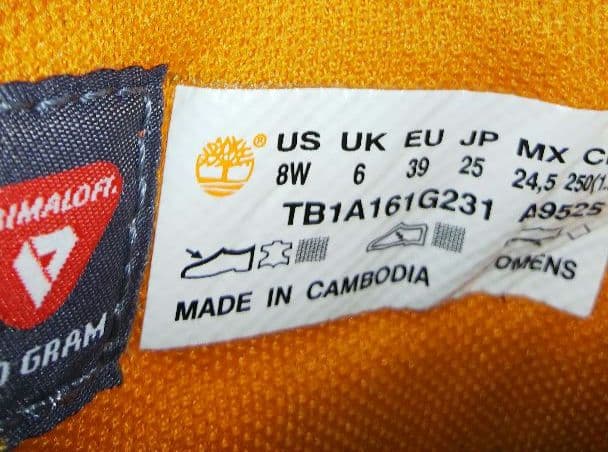 US UK EU JP MX
8W 6 39 25 24,5
TB1A161G231 A9525
MADE IN CAMBODIA
GRAM